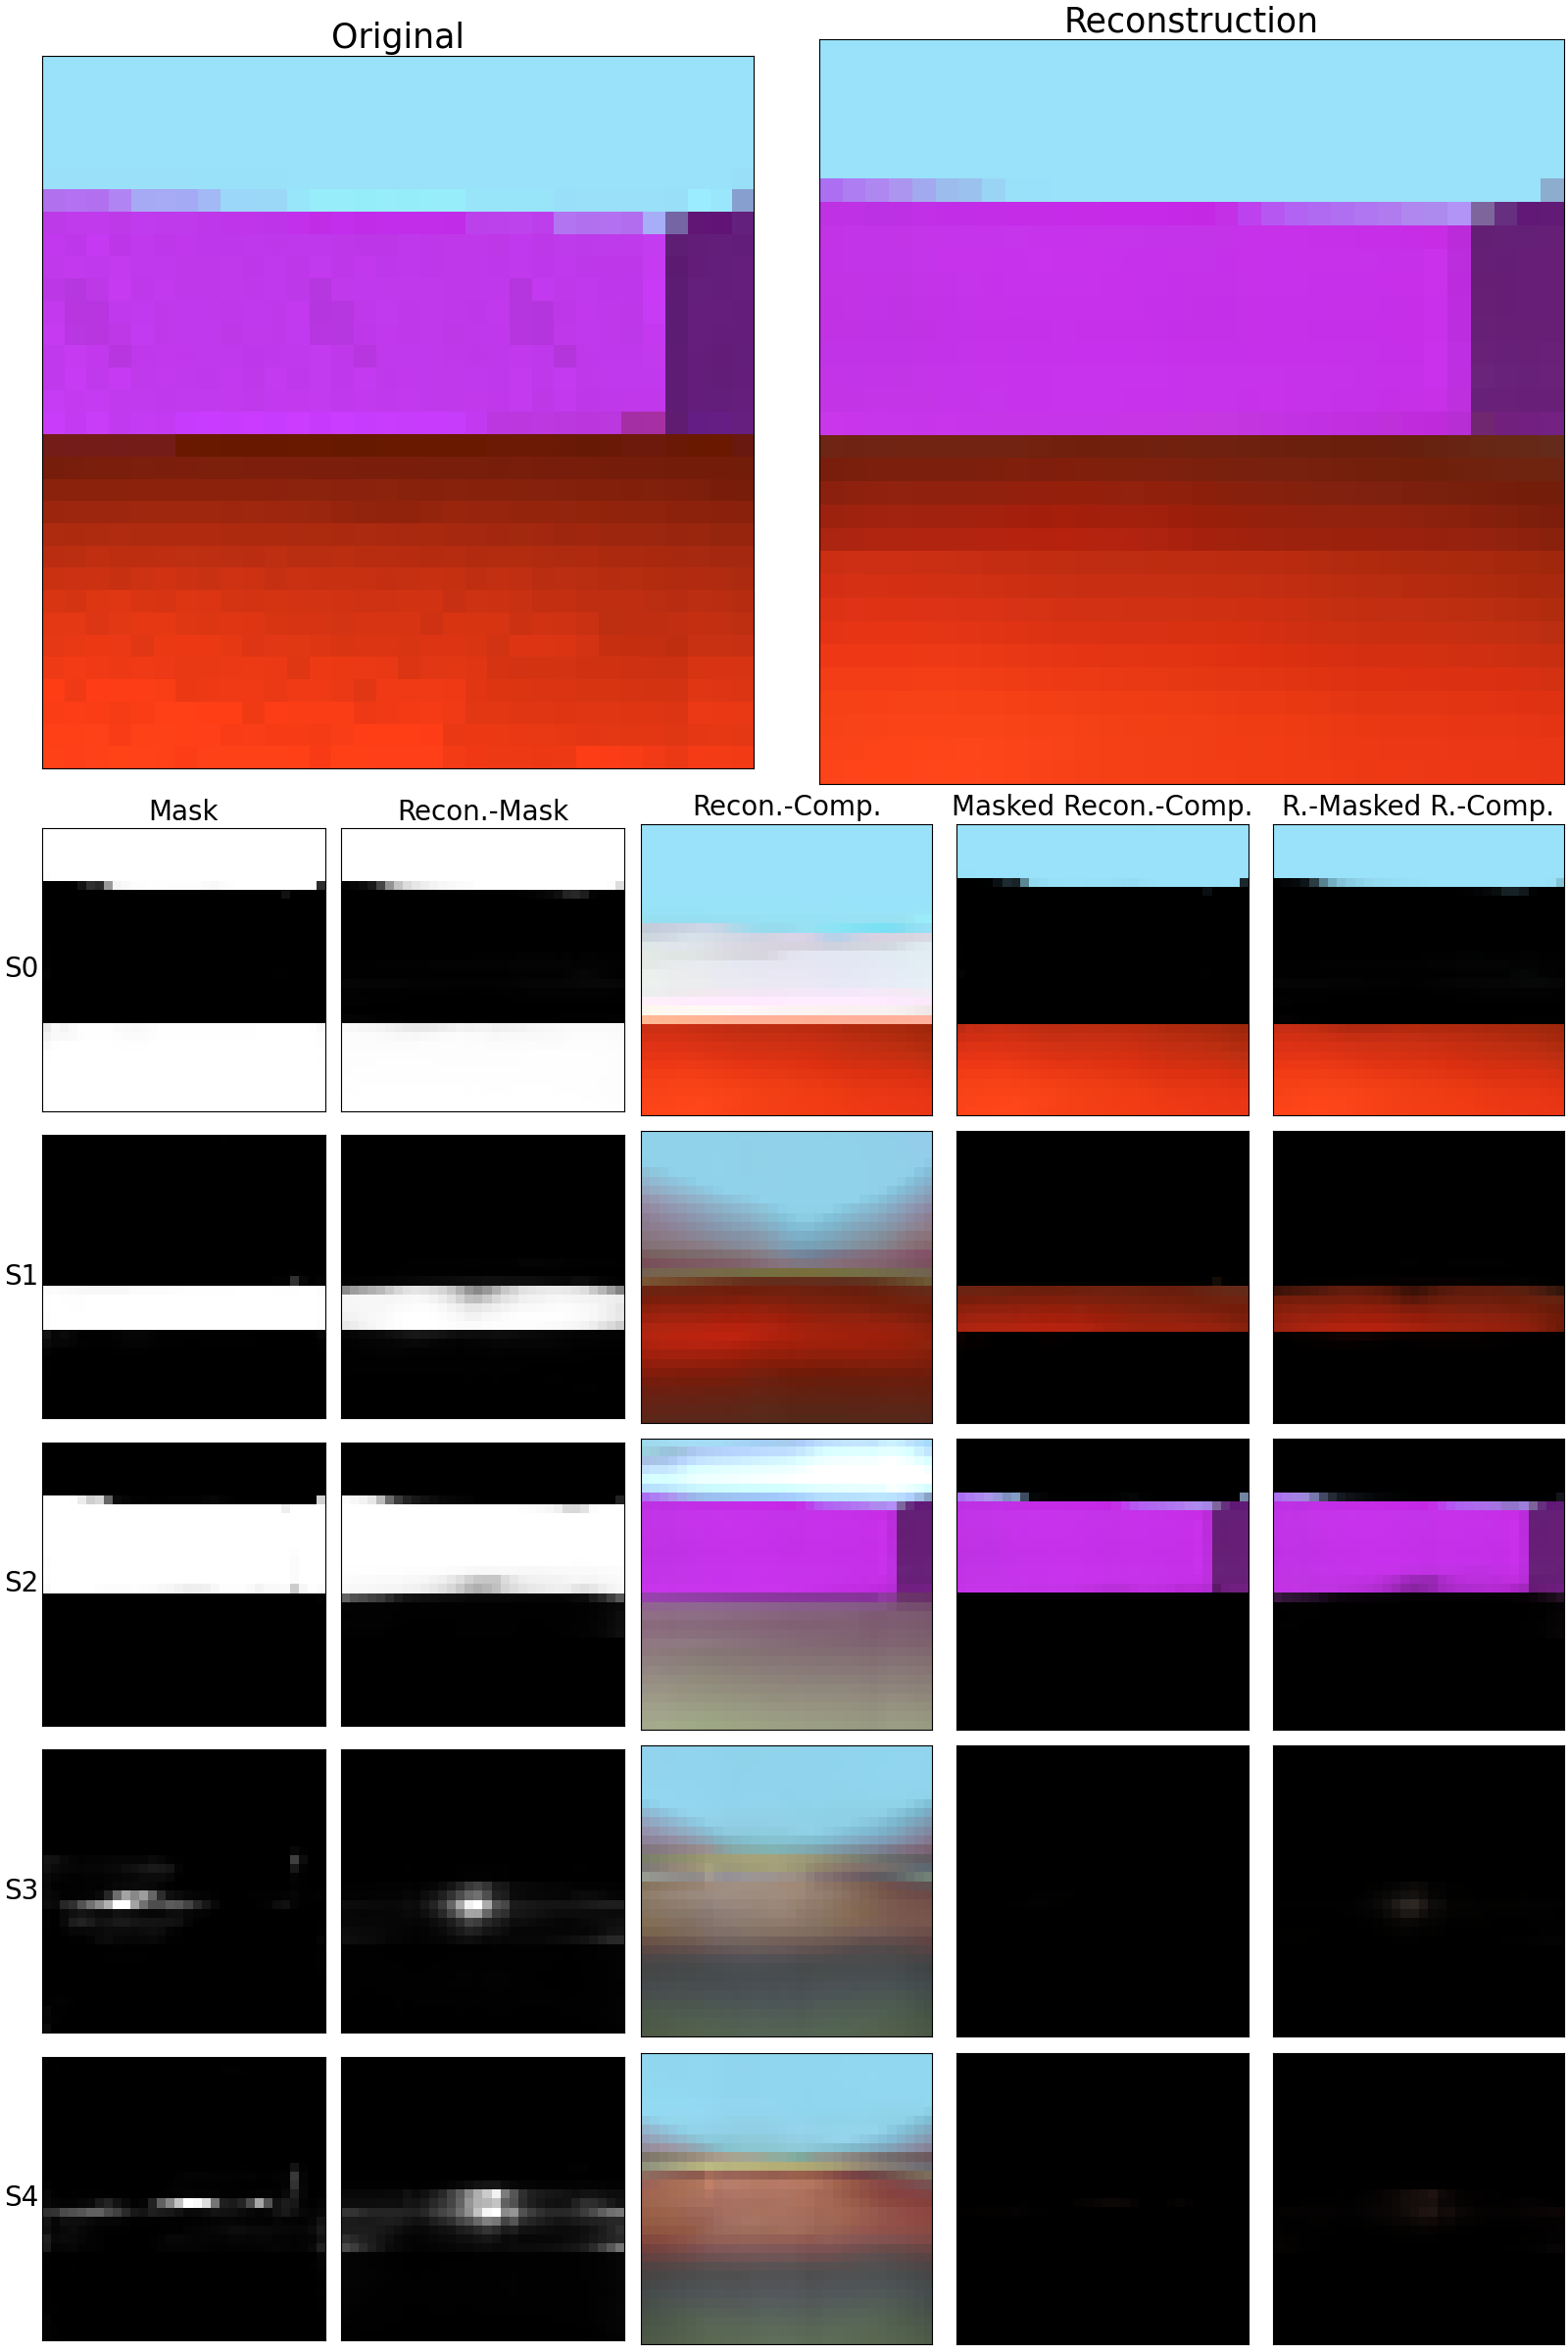 Original
Reconstruction
Mask
Recon.-Mask
Recon.-Comp.
Masked Recon.-Comp.
R.-Masked R.-Comp.
S0
S1
S2
S3
S4